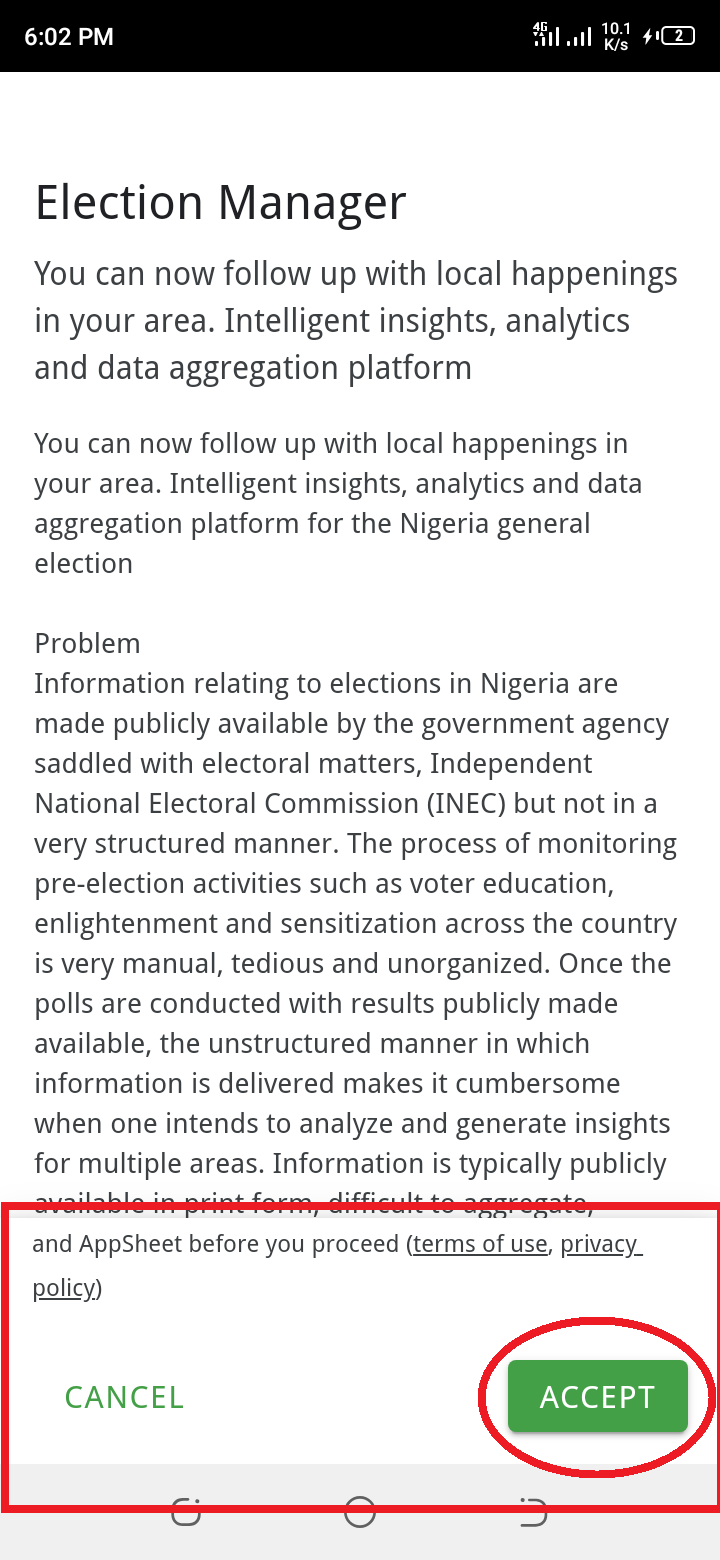 6:02 PM
4G
10.1
K/s
2
Election Manager
You can now follow up with local happenings
in your area. Intelligent insights, analytics
and data aggregation platform
You can now follow up with local happenings in
your area. Intelligent insights, analytics and data
aggregation platform for the Nigeria general
election
Problem
Information relating to elections in Nigeria are
made publicly available by the government agency
saddled with electoral matters, Independent
National Electoral Commission (INEC) but not in a
very structured manner. The process of monitoring
pre-election activities such as voter education,
enlightenment and sensitization across the country
is very manual, tedious and unorganized. Once the
polls are conducted with results publicly made
available, the unstructured manner in which
information is delivered makes it cumbersome
when one intends to analyze and generate insights
for multiple areas. Information is typically publicly
available in print form, difficult to aggregate,
and AppSheet before you proceed (terms of use, privacy
policy)
CANCEL
ACCEPT